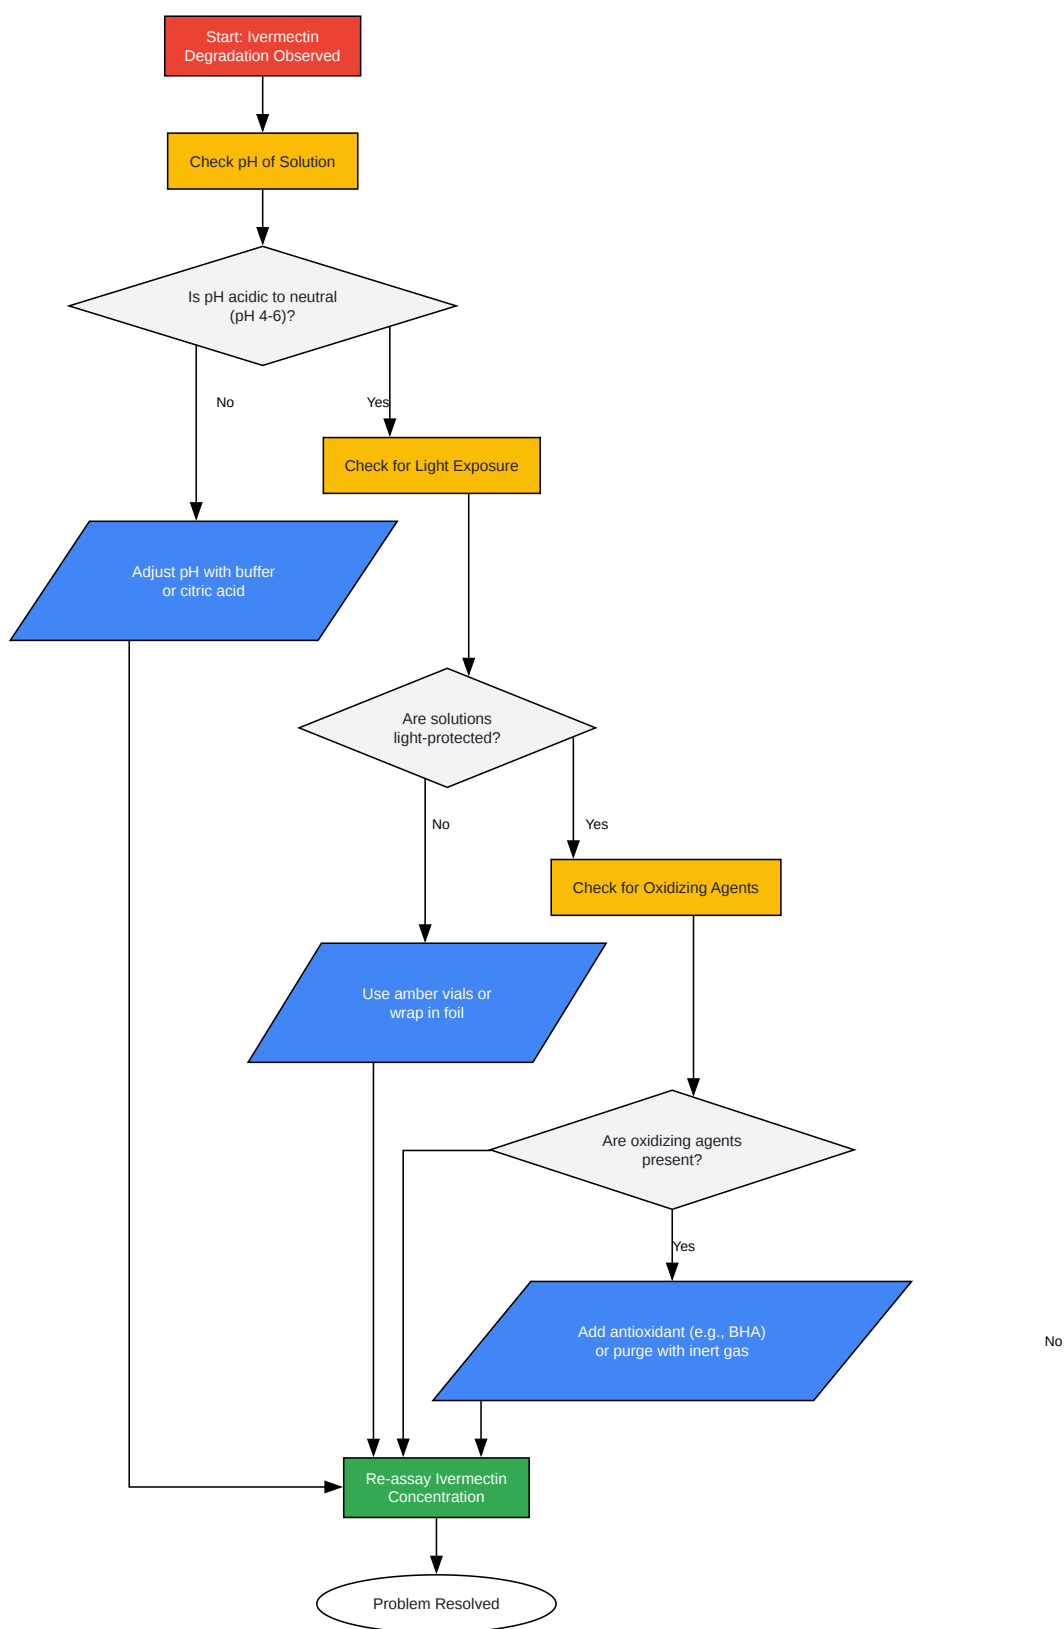 Start: Ivermectin
Degradation Observed
Check pH of Solution
Is pH acidic to neutral
(pH 4-6)?
No
Yes
Check for Light Exposure
Adjust pH with buffer
or citric acid
Are solutions
light-protected?
No
Yes
Check for Oxidizing Agents
Use amber vials or
wrap in foil
Are oxidizing agents
present?
Yes
Add antioxidant (e.g., BHA)
or purge with inert gas
No
Re-assay Ivermectin
Concentration
Problem Resolved